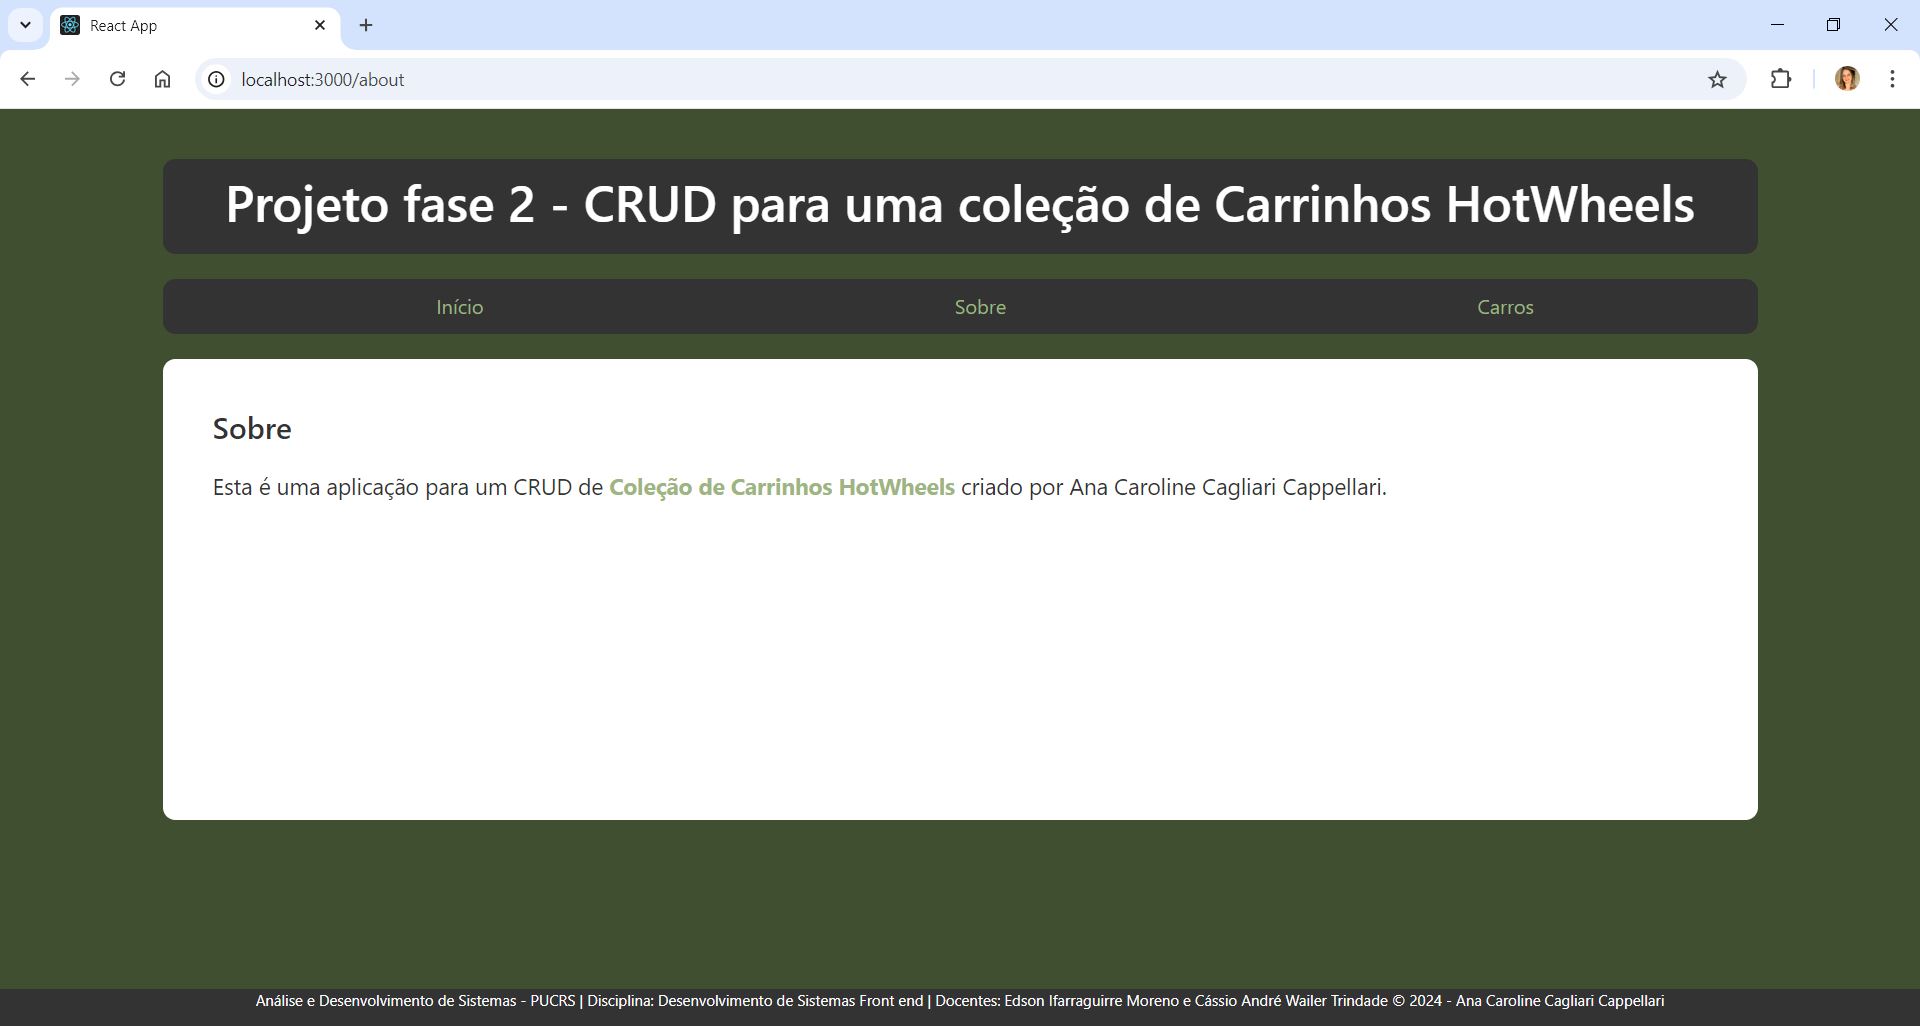 React App
localhost:3000/about
Projeto fase 2 - CRUD para uma coleção de Carrinhos HotWheels
Início
Sobre
Carros
Sobre
Esta é uma aplicação para um CRUD de Coleção de Carrinhos HotWheels criado por Ana Caroline Cagliari Cappellari.
Análise e Desenvolvimento de Sistemas - PUCRS | Disciplina: Desenvolvimento de Sistemas Front end | Docentes: Edson Ifarraguirre Moreno e Cássio André Wailer Trindade © 2024 - Ana Caroline Cagliari Cappellari